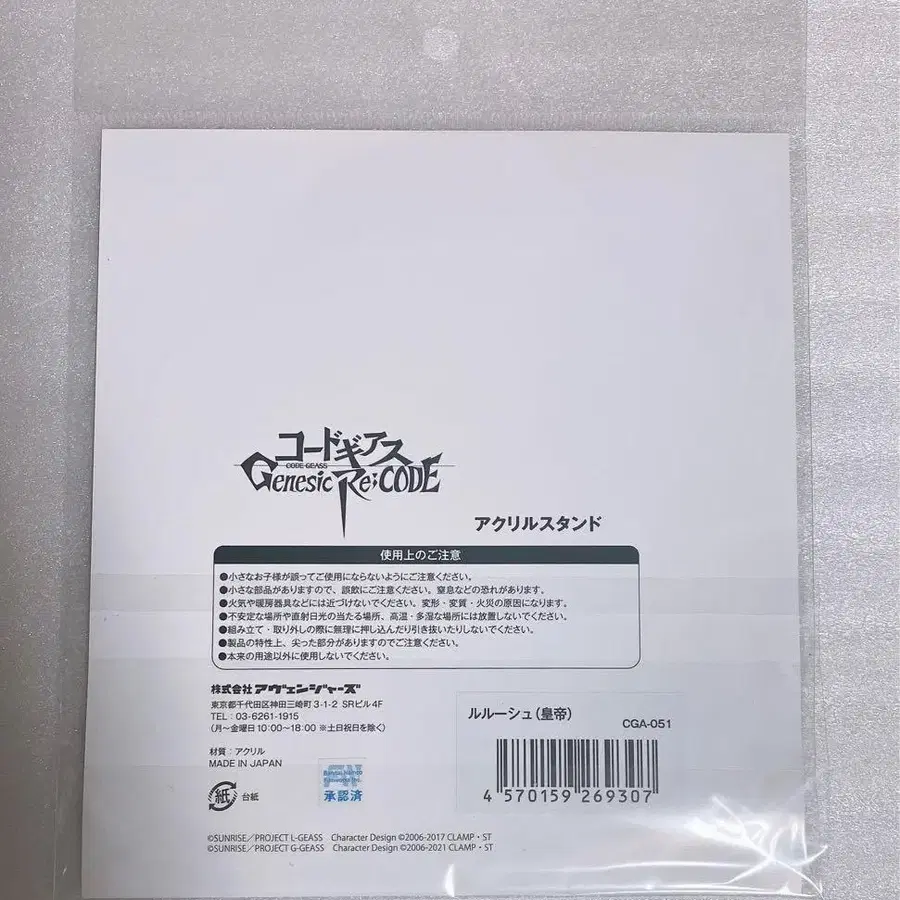 コードギアス
CODE GEASS
Genesic Re;CODE
アクリルスタンド
使用上のご注意
●小さなお子様が誤ってご使用にならないようにご注意ください。
●小さな部品がありますので、誤飲にご注意ください。窒息などの恐れがあります。
●火気や暖房器具などには近づけないでください。変形・変質・火災の原因になります。
●不安定な場所や直射日光の当たる場所、高温・多湿な場所には放置しないでください。
●組み立て・取り外しの際に無理に押し込んだり引き抜いたりしないでください。
●製品の特性上、尖った部分がありますのでご注意ください。
●本来の用途以外に使用しないでください。
株式会社 アヴェンジャーズ
東京都千代田区神田三崎町3-1-2 SRビル4F
TEL:03-6261-1915
(月~金曜日10:00~18:00 ※土日祝日を除く)
材質:アクリル
MADE IN JAPAN
紙 台紙
FW
Bandai Namco
Filmworks Inc.
承認済
ルルーシュ(皇帝)
CGA-051
4 570159 269307
©SUNRISE/PROJECT L-GEASS Character Design ©2006-2017 CLAMP・ST
©SUNRISE/PROJECT G-GEASS Character Design ©2006-2021 CLAMP・ST